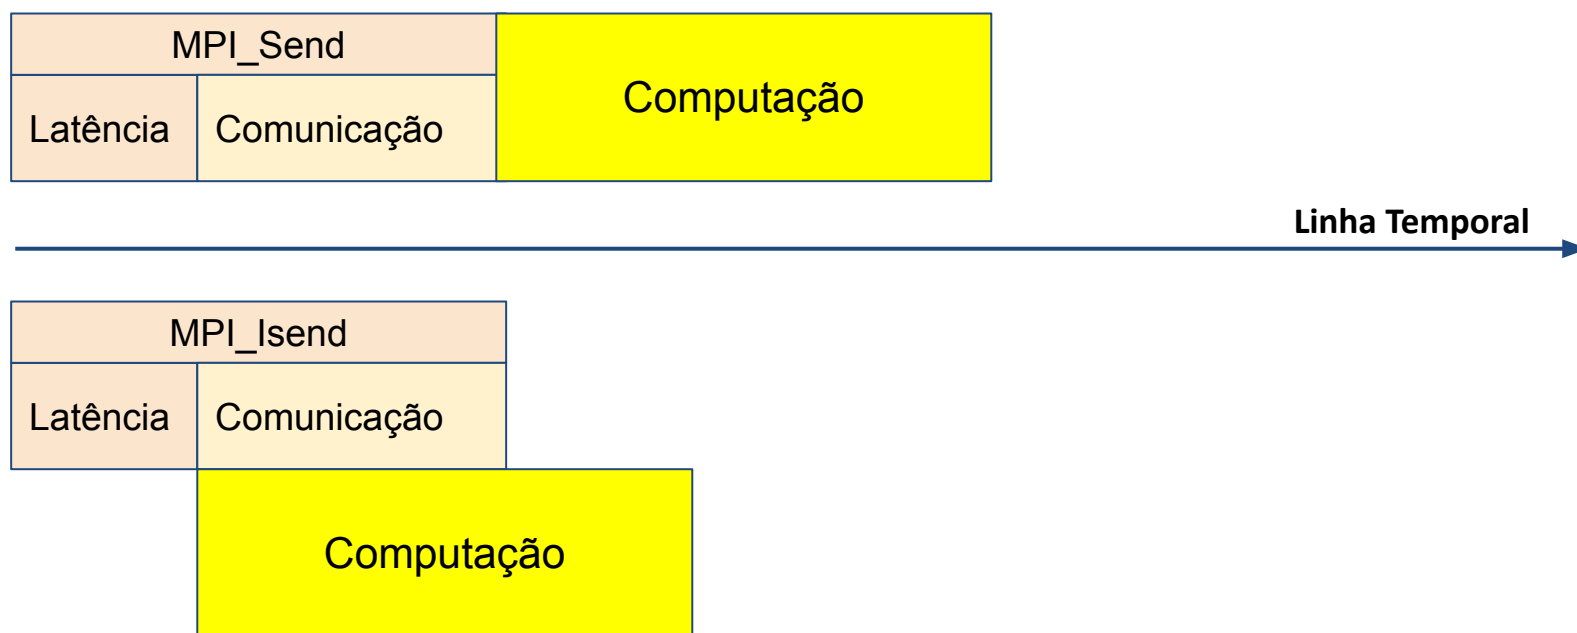 MPI_Send
Computação
Latência
Comunicação
Linha Temporal
MPI_Isend
Latência
Comunicação
Computação